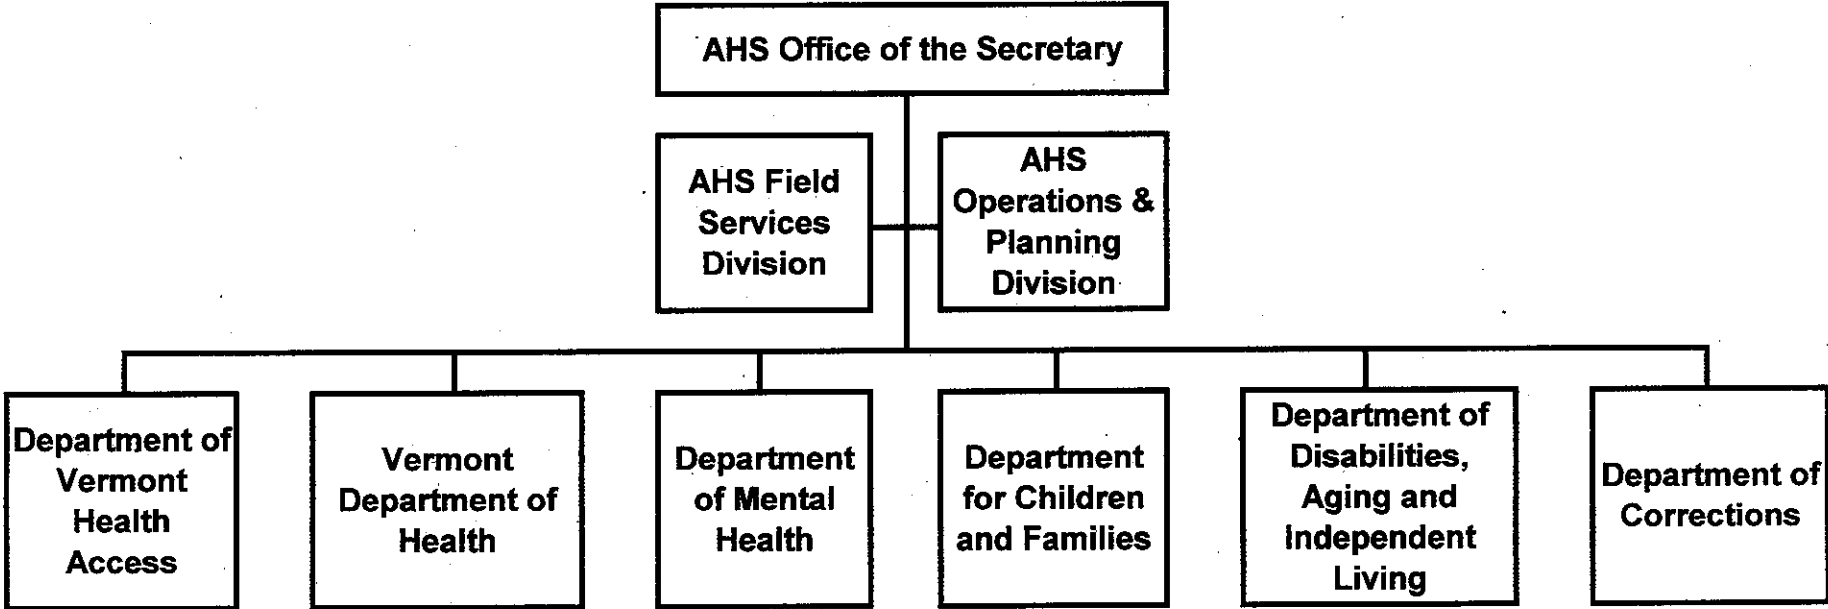 AHS Office of the Secretary
AHS Field
Services
Division
AHS
Operations &
Planning
Division
Department of
Vermont
Health
Access
Vermont
Department of
Health
Department
of Mental
Health
Department
for Children
and Families
Department of
Disabilities,
Aging and
Independent
Living
Department of
Corrections